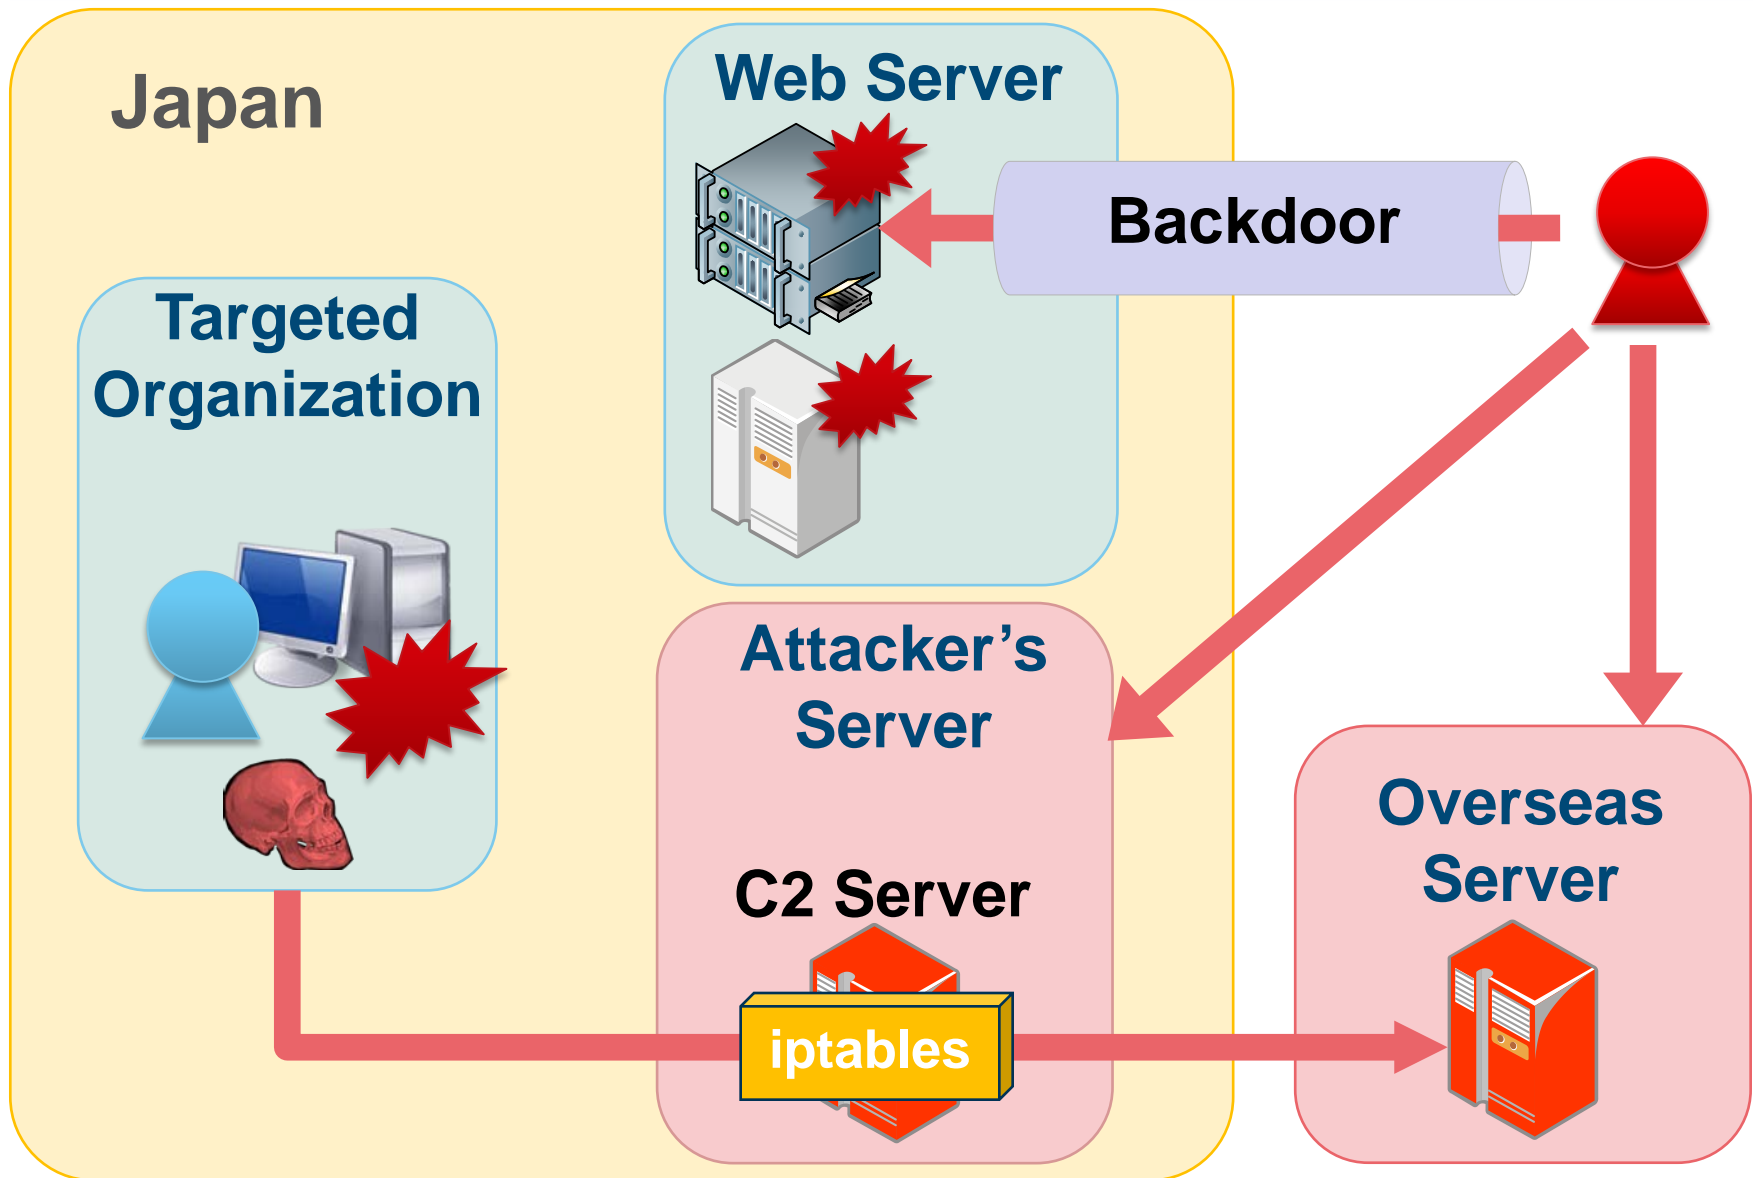 Japan
Web Server
Backdoor
Targeted
Organization
Attacker’s
Server
C2 Server
iptables
Overseas
Server